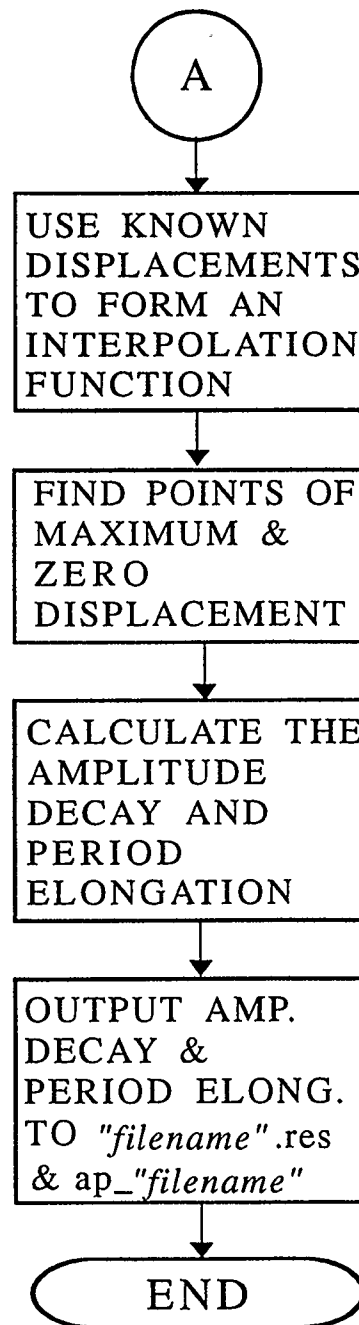 A
USE KNOWN
DISPLACEMENTS
TO FORM AN
INTERPOLATION
FUNCTION
FIND POINTS OF
MAXIMUM &
ZERO
DISPLACEMENT
CALCULATE THE
AMPLITUDE
DECAY AND
PERIOD
ELONGATION
OUTPUT AMP.
DECAY &
PERIOD ELONG.
TO "filename".res
& ap_"filename"
END